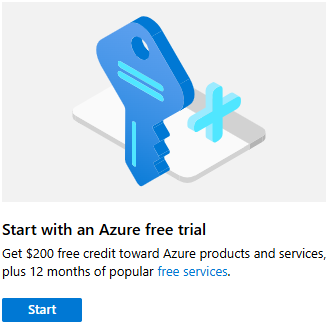 Start with an Azure free trial
Get $200 free credit toward Azure products and services,
plus 12 months of popular free services.
Start